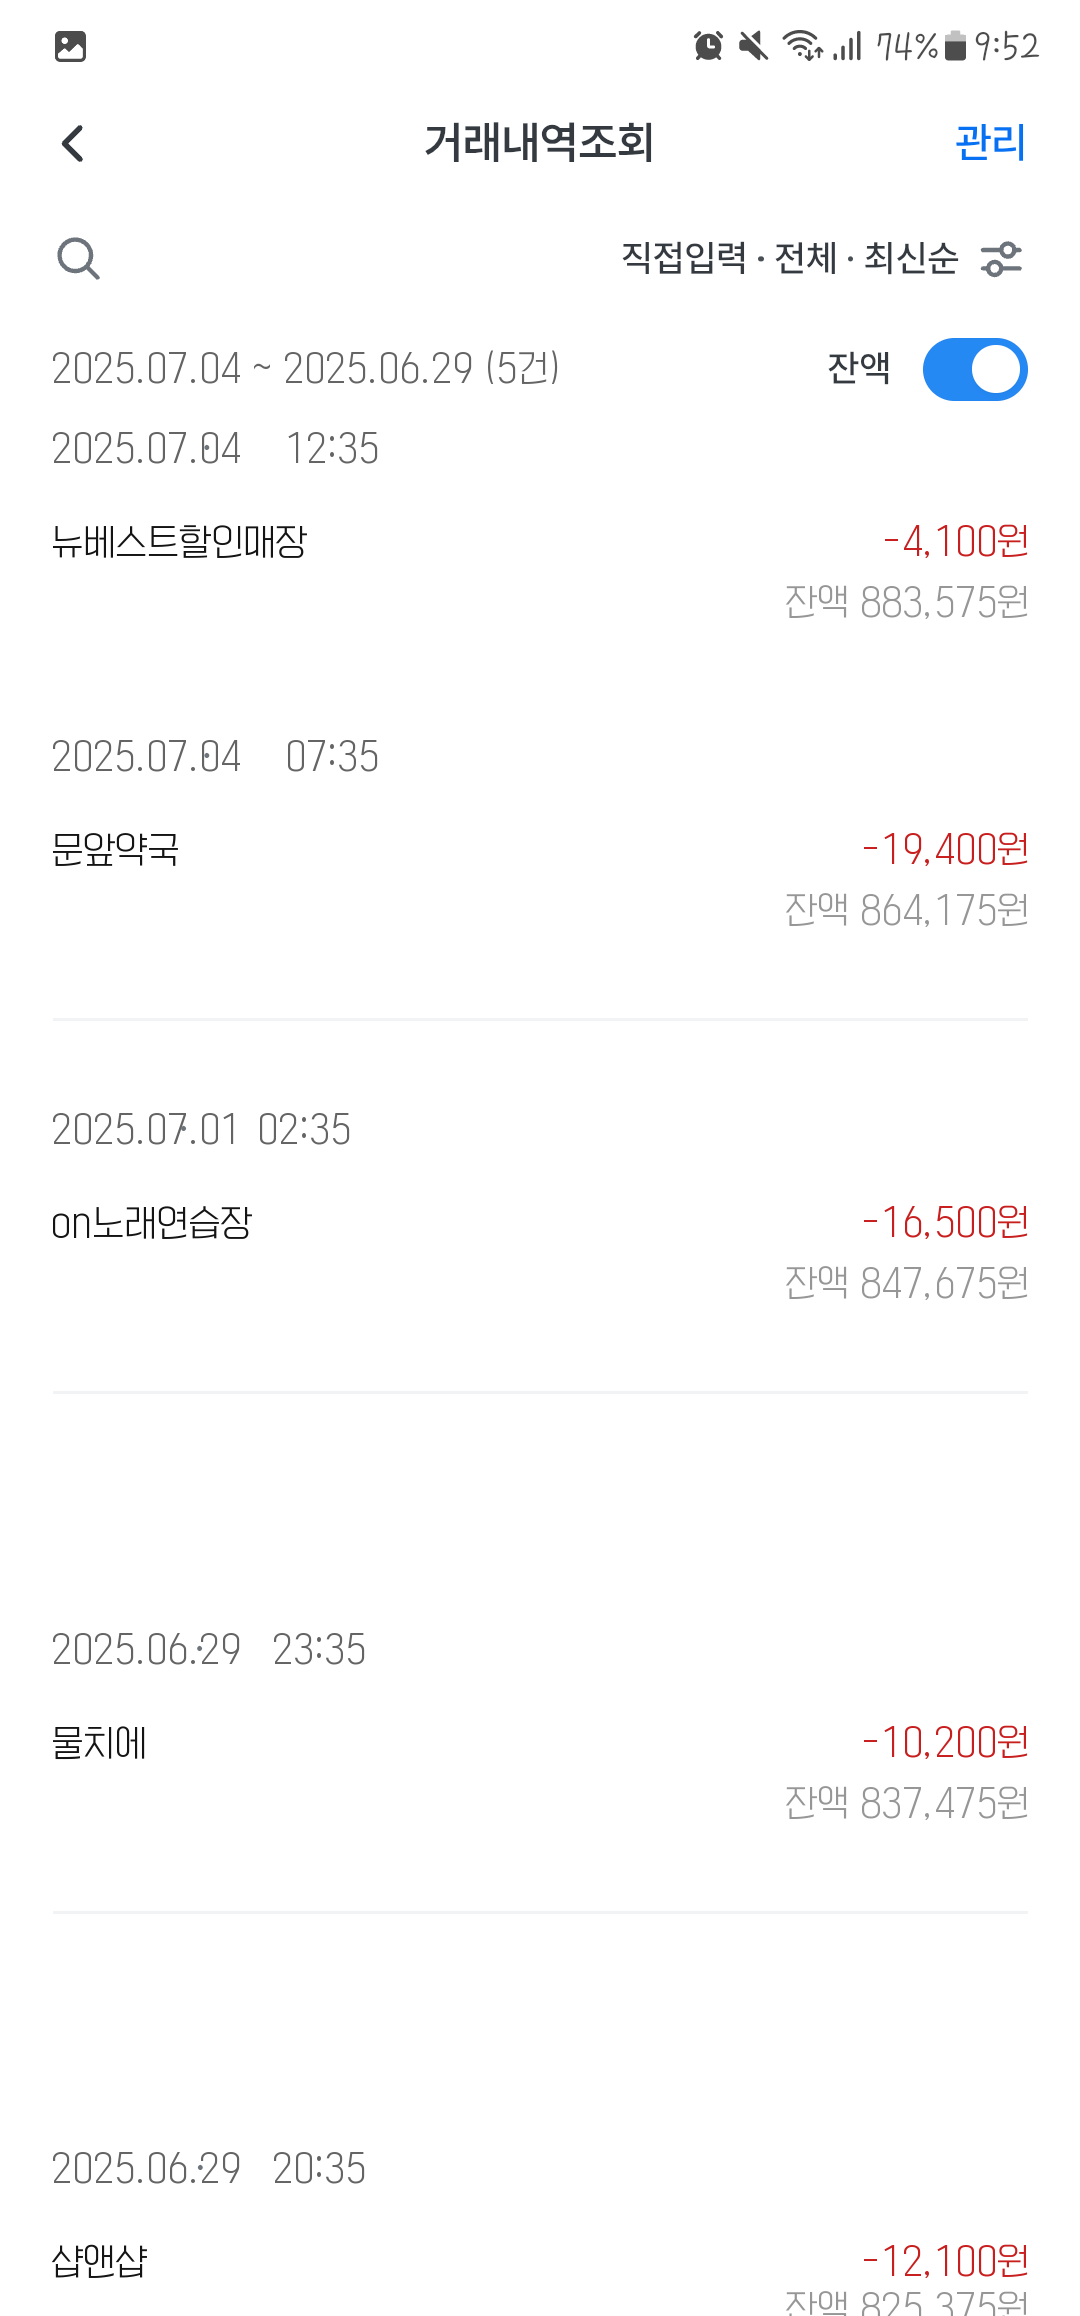 74% 9:52
거래내역조회 관리
직접입력 · 전체 · 최신순
2025.07.04 ~ 2025.06.29 (5건) 잔액
2025.07.04 12:35
뉴베스트할인매장 -4,100원
잔액 883,575원
2025.07.04 07:35
문앞약국 -19,400원
잔액 864,175원
2025.07.01 02:35
on노래연습장 -16,500원
잔액 847,675원
2025.06.29 23:35
물치에 -10,200원
잔액 837,475원
2025.06.29 20:35
샵앤샵 -12,100원
잔액 825,375원